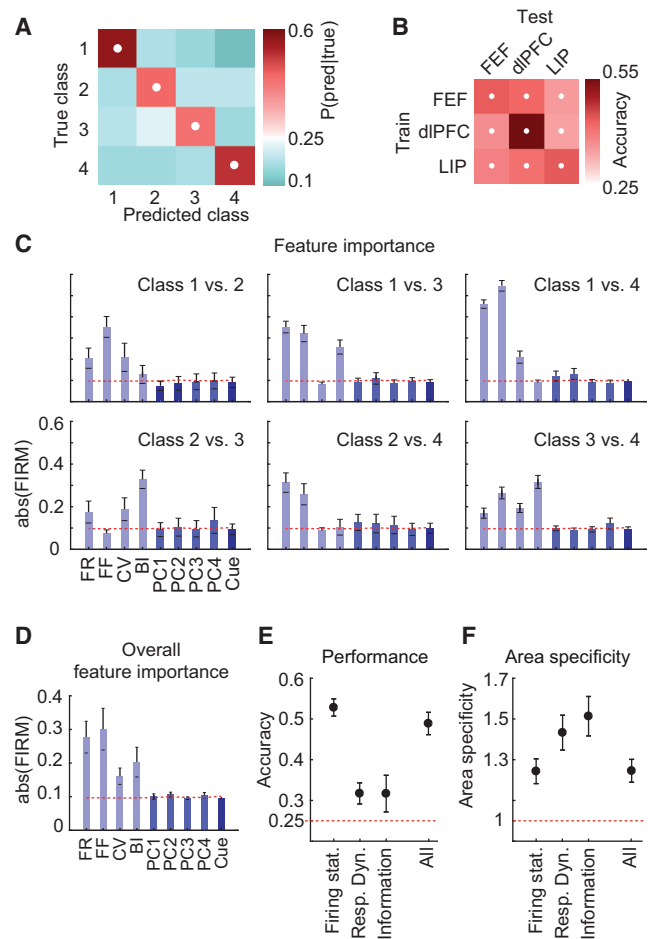 A
1
2
3
4
True class
1 2 3 4
Predicted class
0.6
0.25
0.1
P(pred|true)
B
Test
FEF dlPFC LIP
Train
FEF
dlPFC
LIP
0.55
0.25
Accuracy
C
Feature importance
Class 1 vs. 2
Class 1 vs. 3
Class 1 vs. 4
Class 2 vs. 3
Class 2 vs. 4
Class 3 vs. 4
abs(FIRM)
0.6
0.4
0.2
0
FR FF CV BI PC1 PC2 PC3 PC4 Cue
D
Overall
feature importance
abs(FIRM)
0.4
0.3
0.2
0.1
0
FR FF CV BI PC1 PC2 PC3 PC4 Cue
E
Performance
Accuracy
0.6
0.5
0.4
0.3
0.25
Firing stat. Resp. Dyn. Information All
F
Area specificity
Area specificity
1.7
1.5
1.3
1
Firing stat. Resp. Dyn. Information All